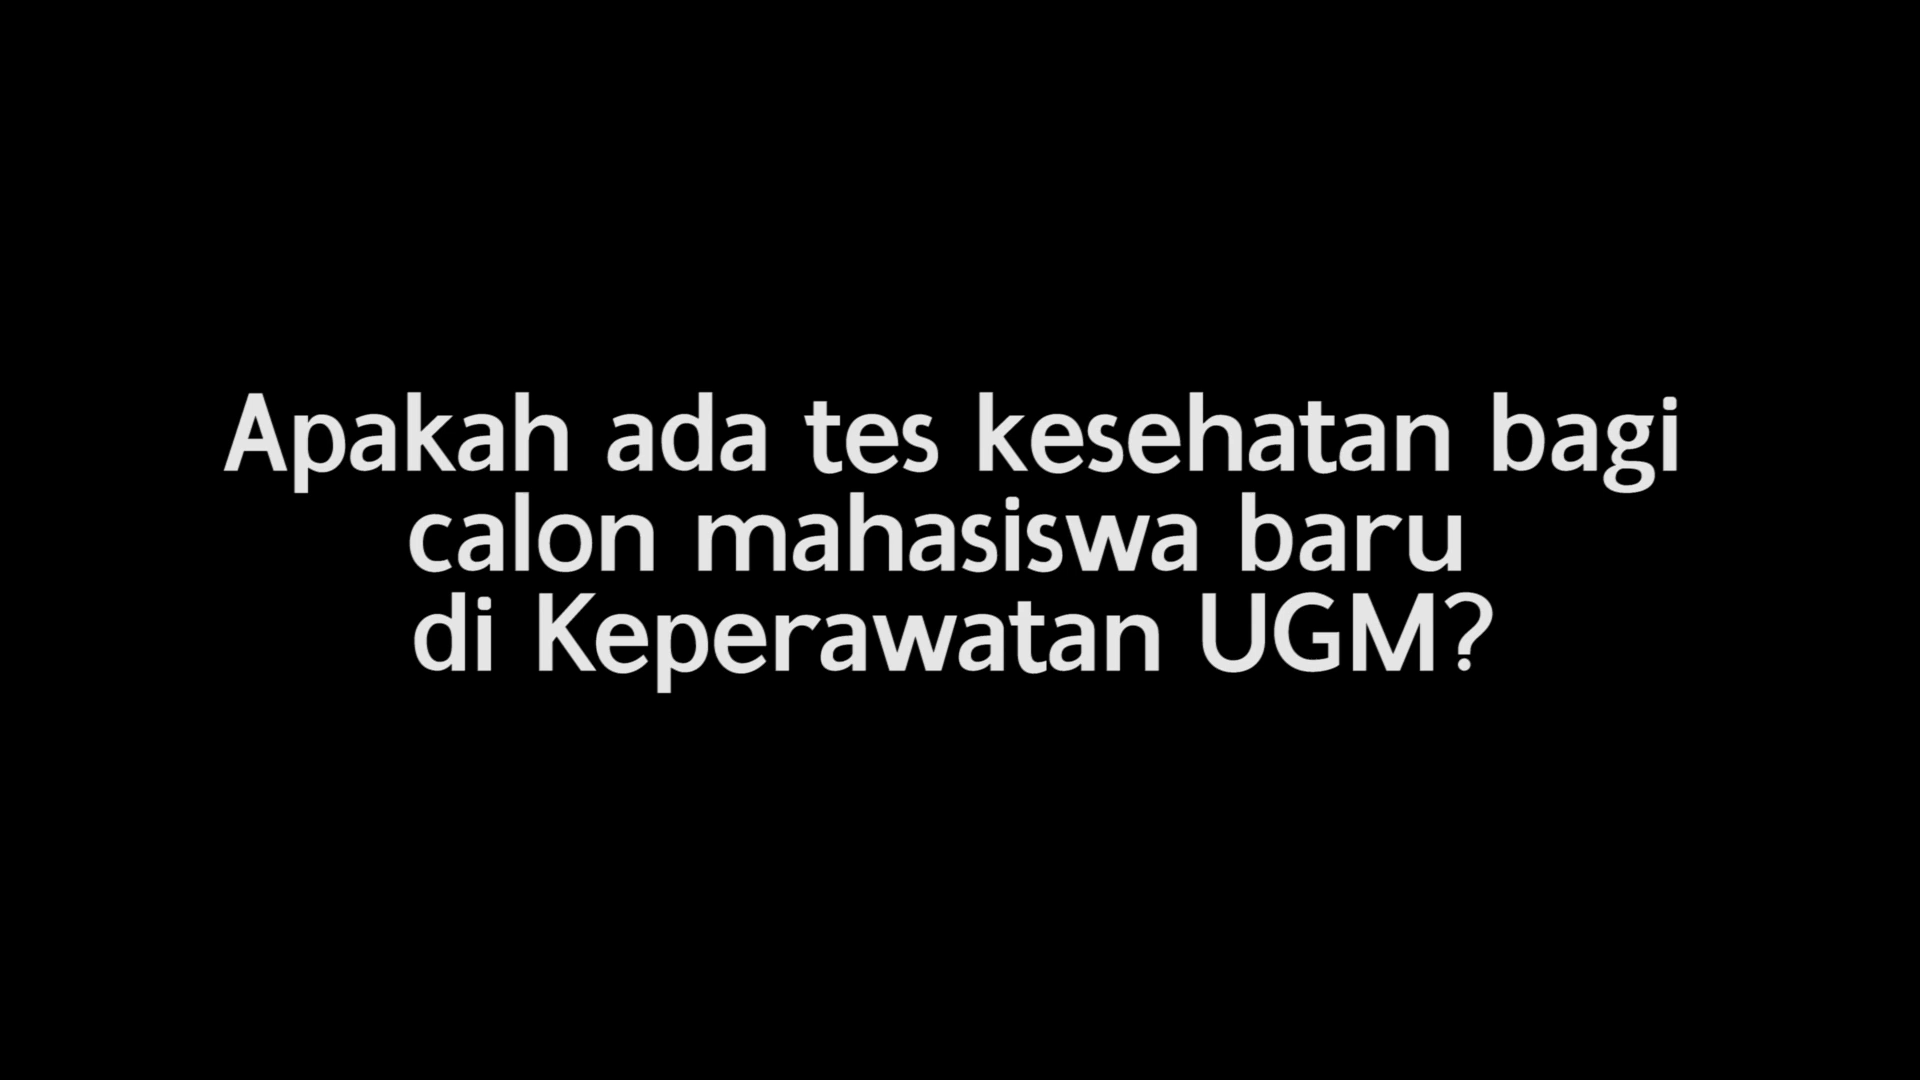 Apakah ada tes kesehatan bagi
calon mahasiswa baru
di Keperawatan UGM?